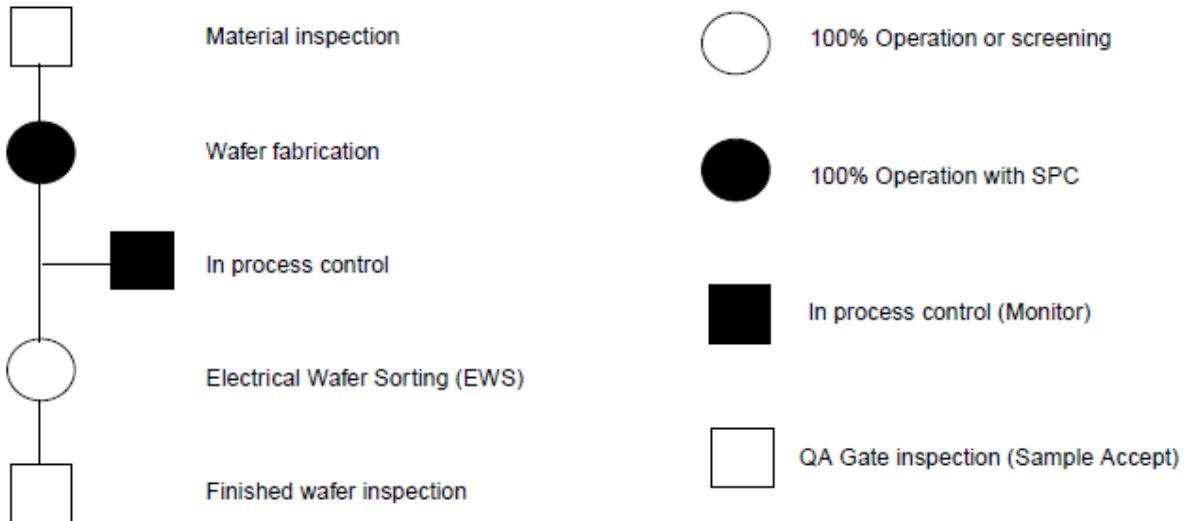 Material inspection
Wafer fabrication
In process control
Electrical Wafer Sorting (EWS)
Finished wafer inspection
100% Operation or screening
100% Operation with SPC
In process control (Monitor)
QA Gate inspection (Sample Accept)